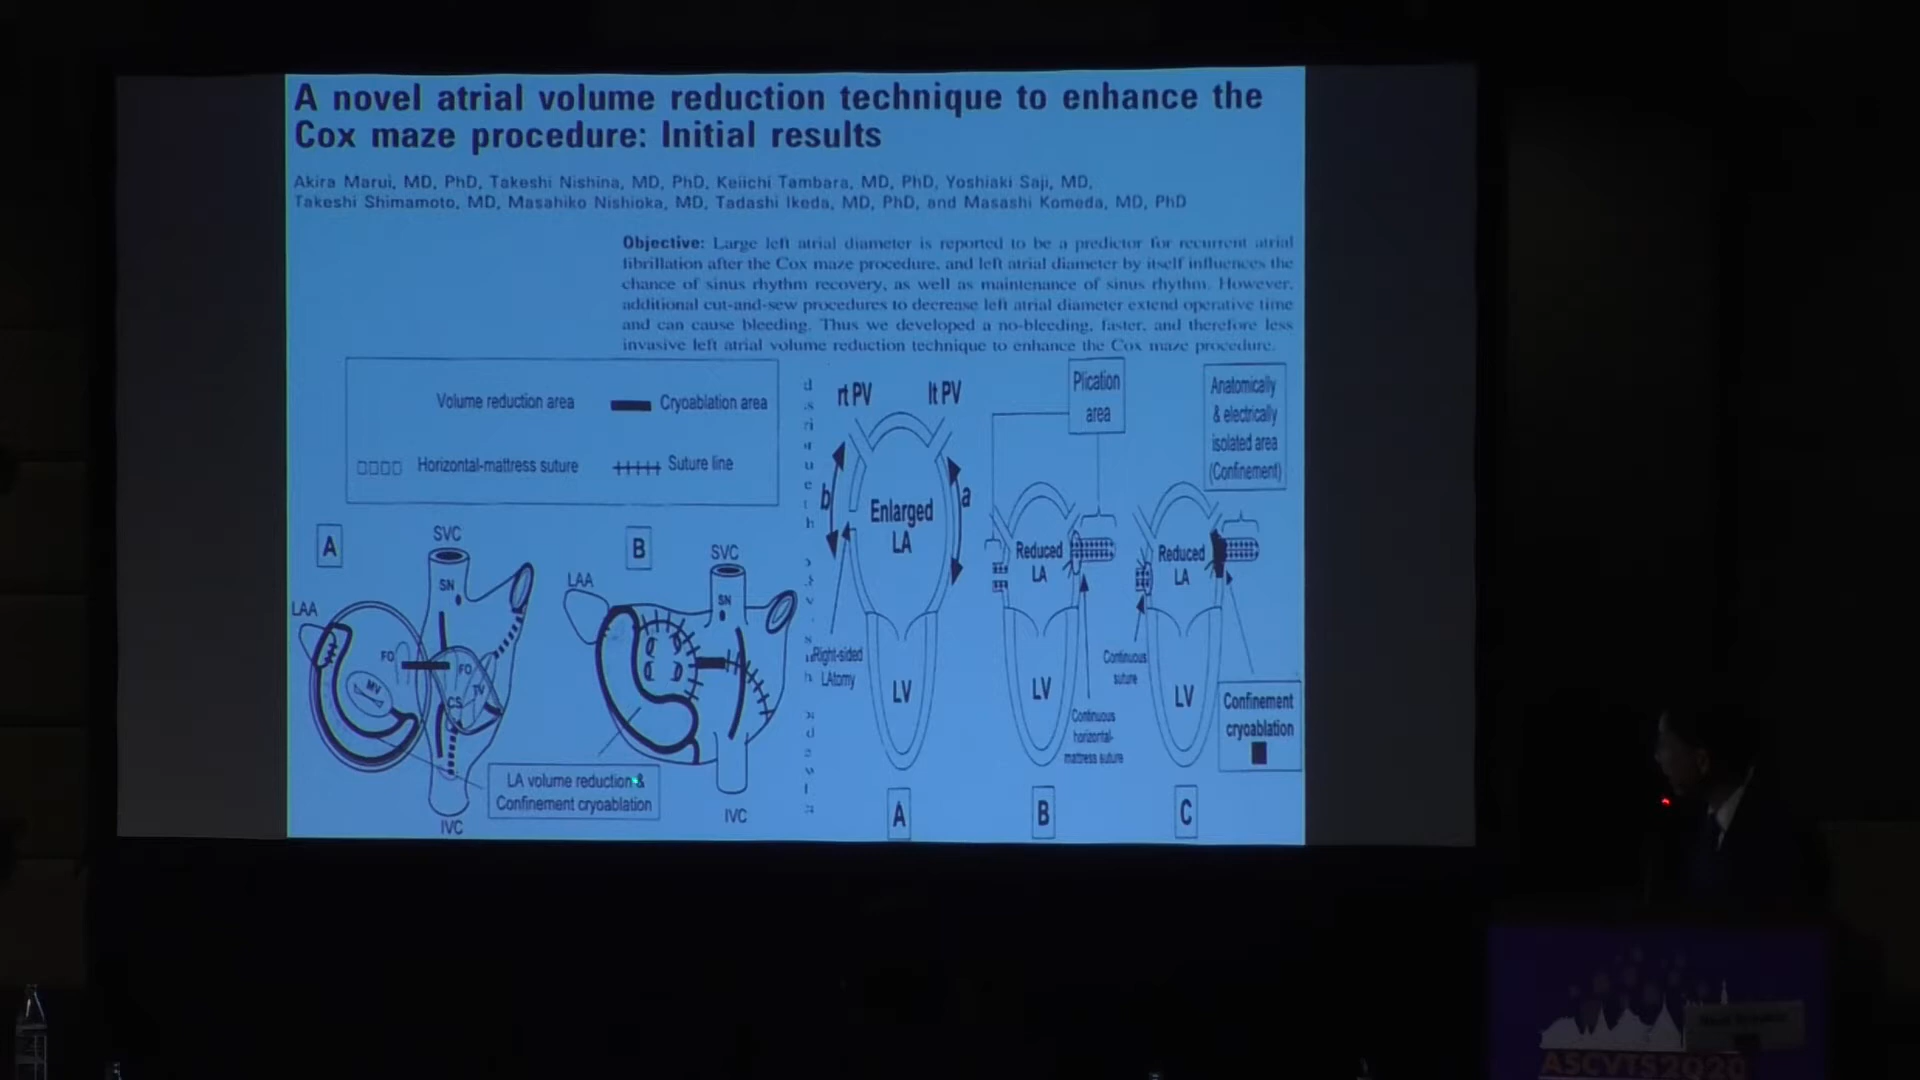 A novel atrial volume reduction technique to enhance the
Cox maze procedure: Initial results
Akira Marui, MD, PhD, Takeshi Nishina, MD, PhD, Keiichi Tambara, MD, PhD, Yoshiaki Saji, MD,
Takeshi Shimamoto, MD, Masahiko Nishioka, MD, Tadashi Ikeda, MD, PhD, and Masashi Komeda, MD, PhD
Objective: Large left atrial diameter is reported to be a predictor for recurrent atrial
fibrillation after the Cox maze procedure, and left atrial diameter by itself influences the
chance of sinus rhythm recovery, as well as maintenance of sinus rhythm. However,
additional cut-and-sew procedures to decrease left atrial diameter extend operative time
and can cause bleeding. Thus we developed a no-bleeding, faster, and therefore less
invasive left atrial volume reduction technique to enhance the Cox maze procedure.
Volume reduction area
Cryoablation area
Horizontal-mattress suture
Suture line
A
SVC
SN
LAA
FO
FO
MV
TV
CS
IVC
B
SVC
LAA
SN
IVC
LA volume reduction &
Confinement cryoablation
rt PV
lt PV
b
a
Enlarged
LA
Right-sided
LAtomy
LV
A
Plication
area
Reduced
LA
LV
Continuous
horizontal-
mattress suture
B
Anatomically
& electrically
isolated area
(Confinement)
Reduced
LA
Continuous
suture
LV
Confinement
cryoablation
C
ASCVTS2020